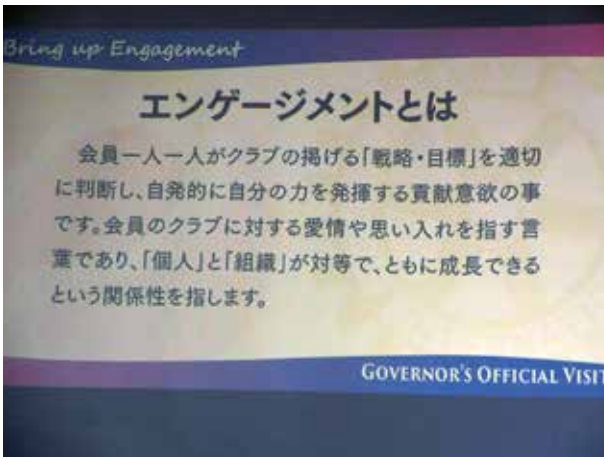 Bring up Engagement
エンゲージメントとは
会員一人一人がクラブの掲げる「戦略・目標」を適切
に判断し、自発的に自分の力を発揮する貢献意欲の事
です。会員のクラブに対する愛情や思い入れを指す言
葉であり、「個人」と「組織」が対等で、ともに成長できる
という関係性を指します。
GOVERNOR'S OFFICIAL VISIT